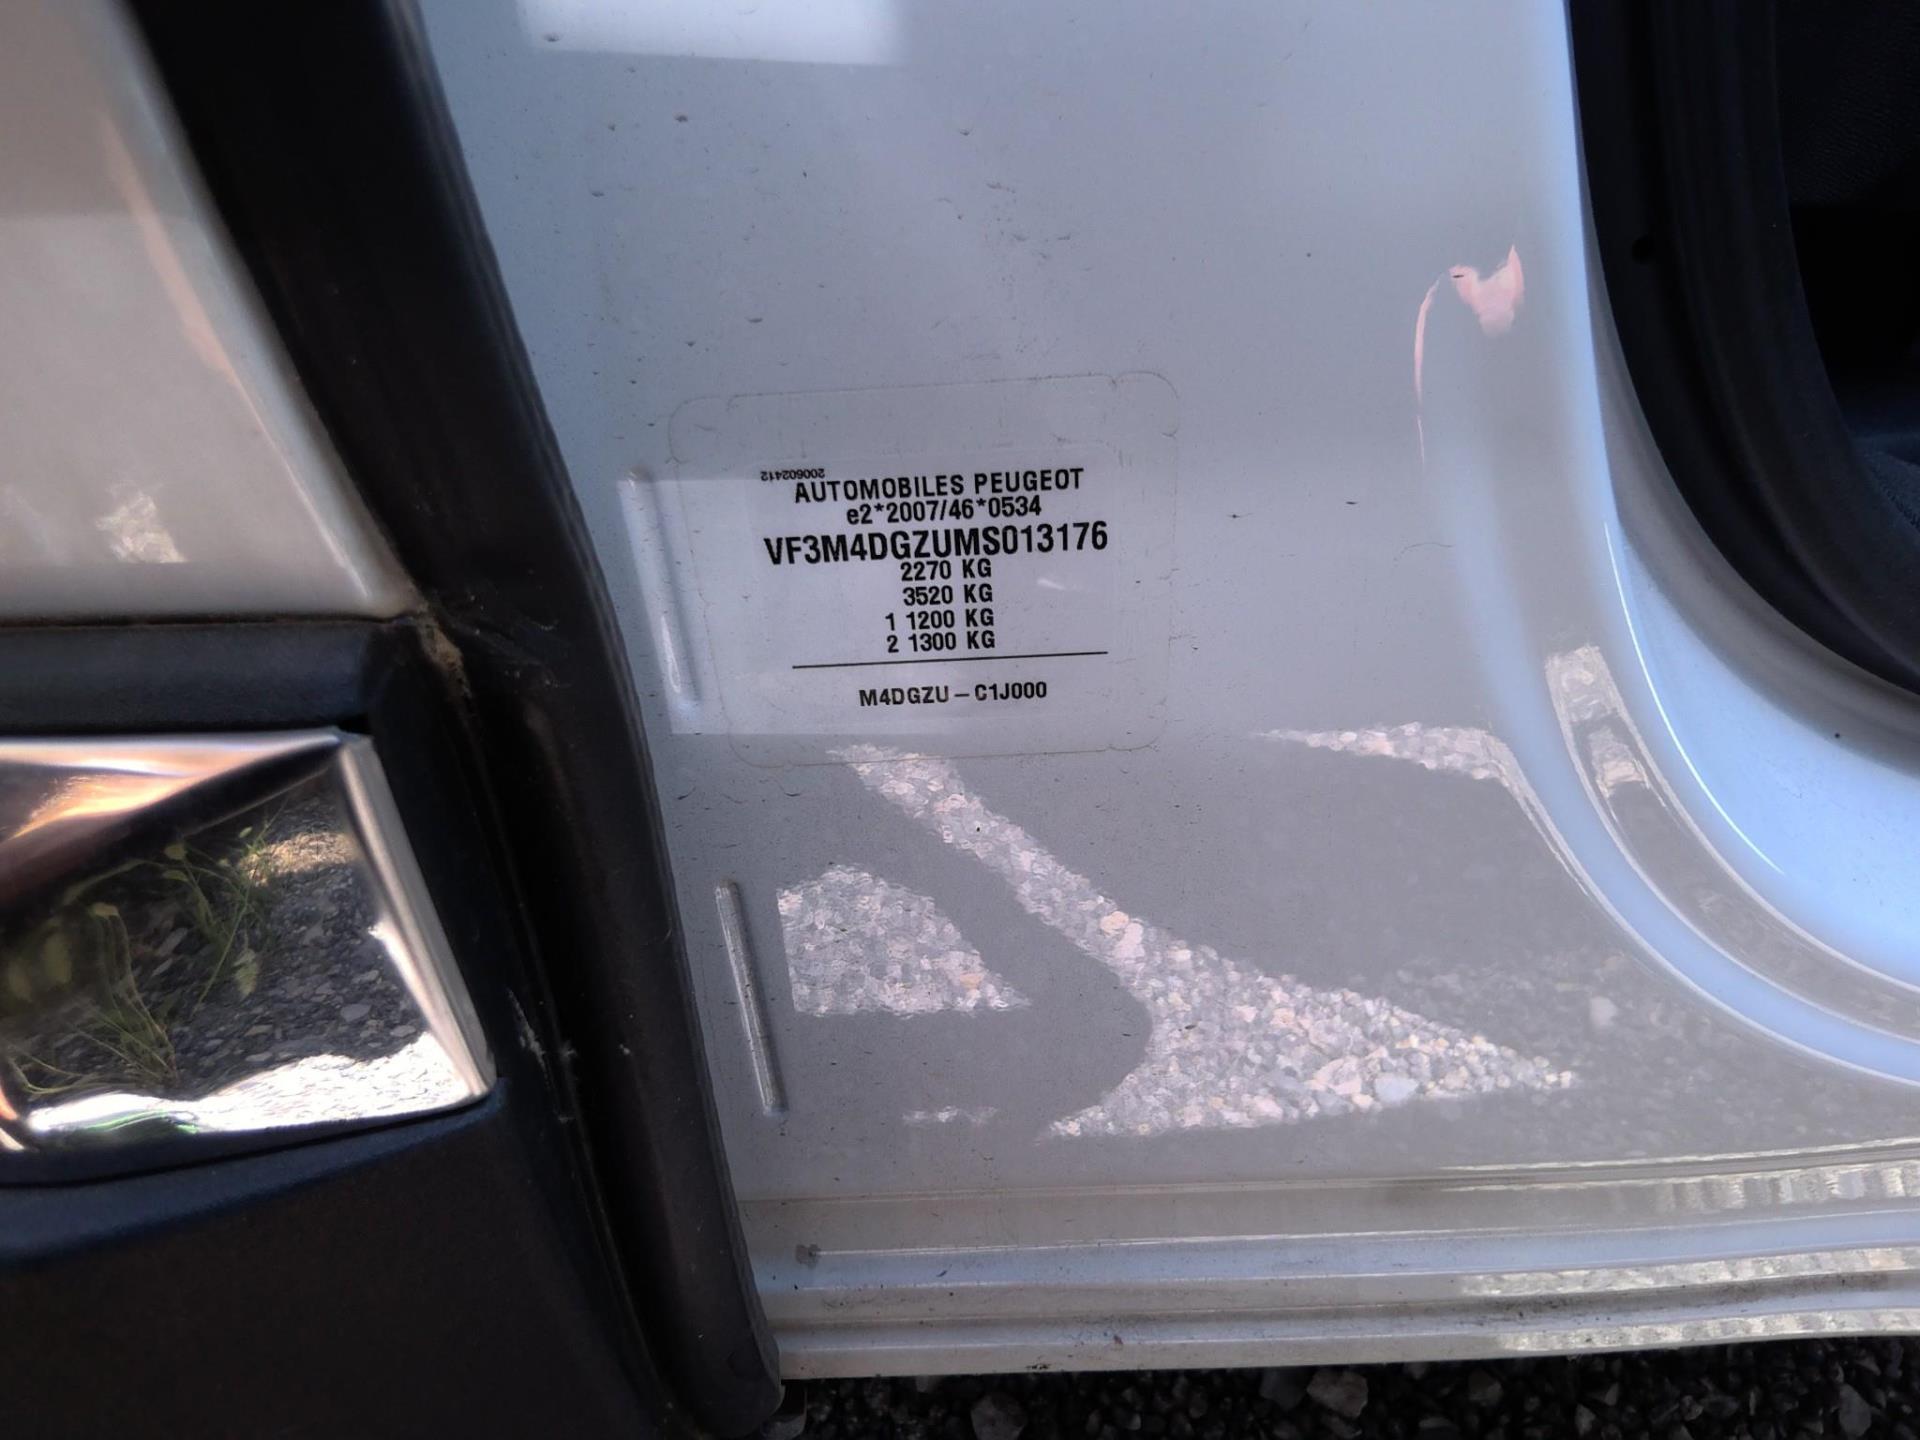 200602412
AUTOMOBILES PEUGEOT
e2*2007/46*0534
VF3M4DGZUMS013176
2270 KG
3520 KG
1 1200 KG
2 1300 KG
M4DGZU – C1J000